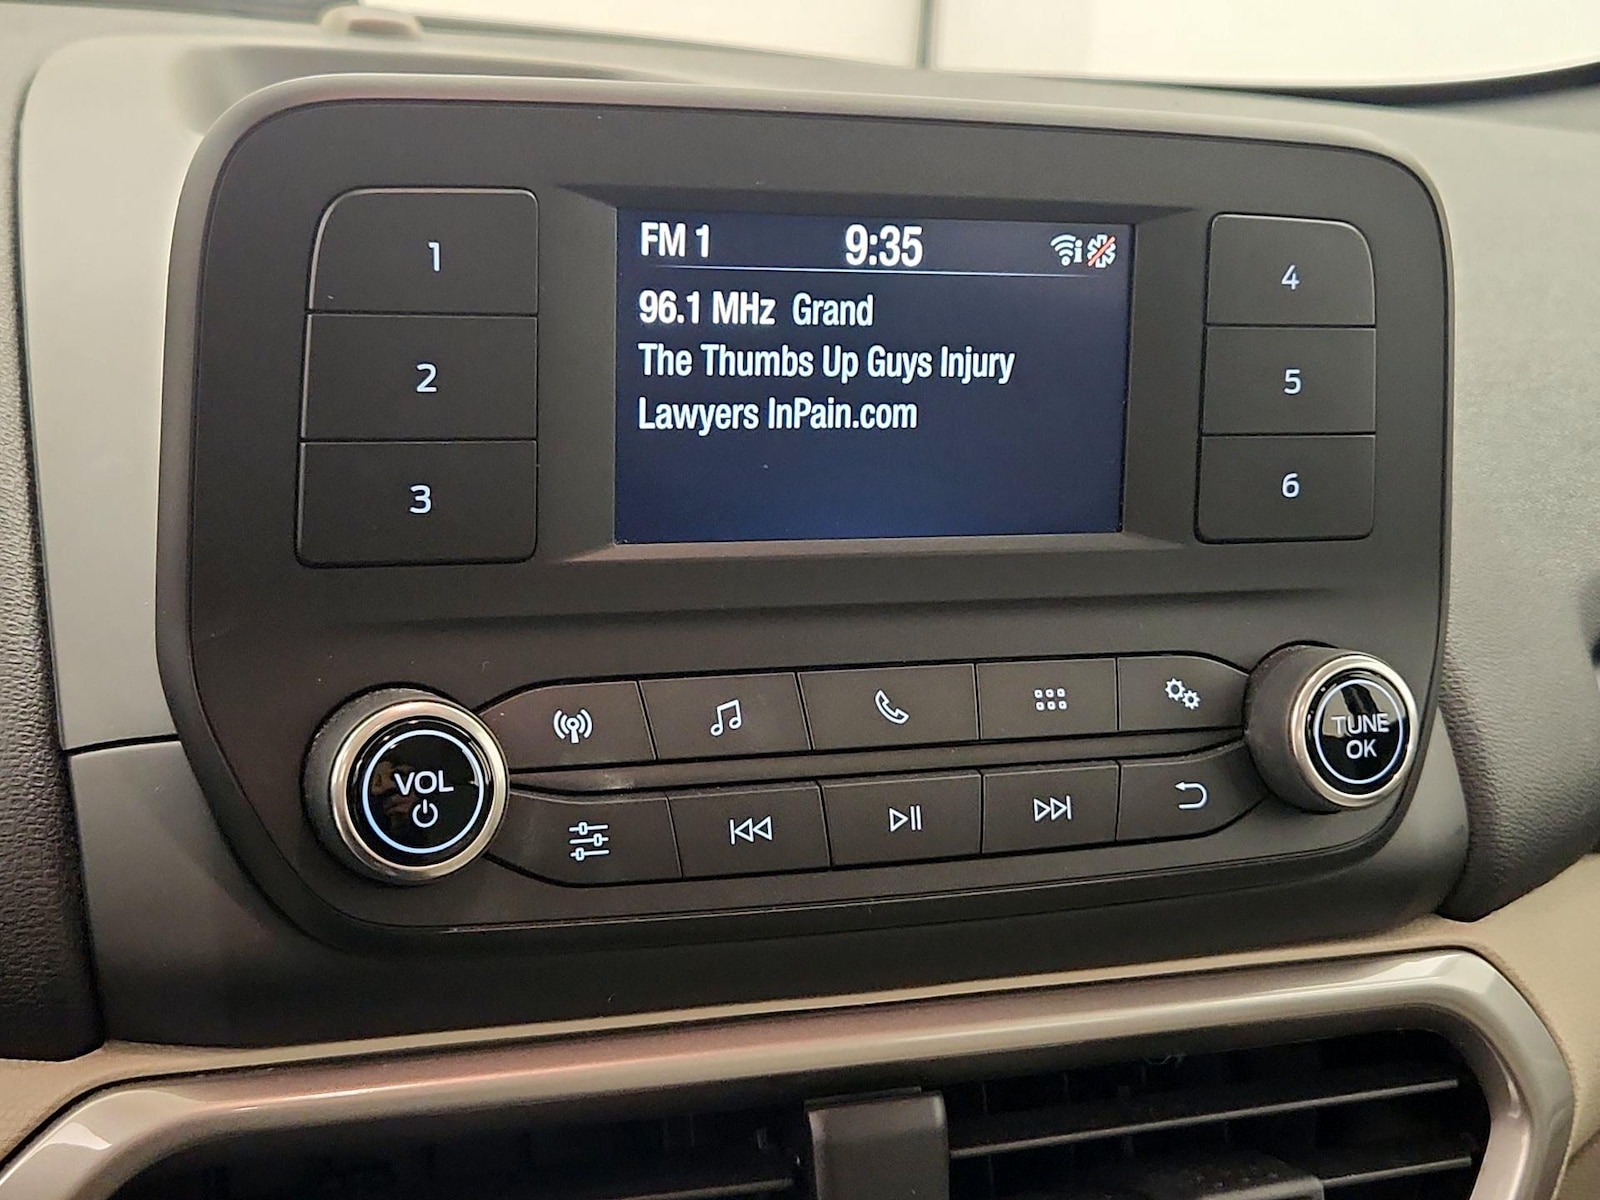 FM 1 9:35
96.1 MHz Grand
The Thumbs Up Guys Injury
Lawyers InPain.com
1
2
3
4
5
6
VOL
TUNE
OK